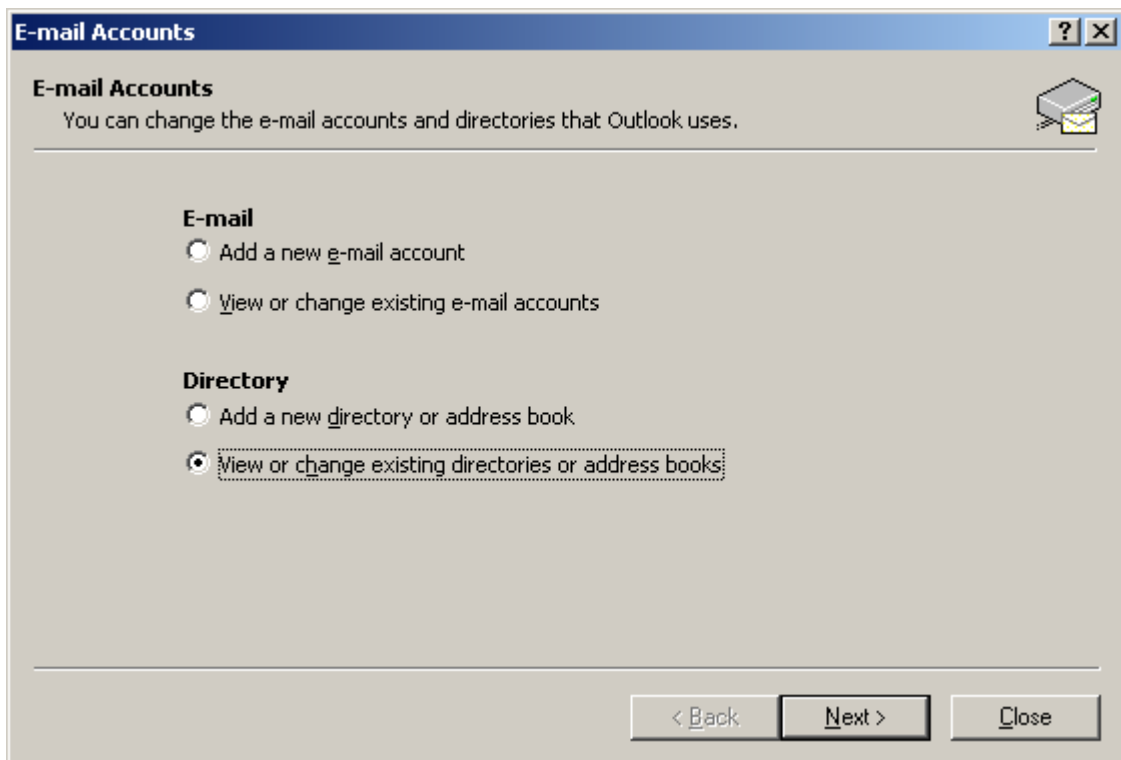 E-mail Accounts
E-mail Accounts
You can change the e-mail accounts and directories that Outlook uses.
E-mail
Add a new e-mail account
View or change existing e-mail accounts
Directory
Add a new directory or address book
View or change existing directories or address books
< Back Next > Close